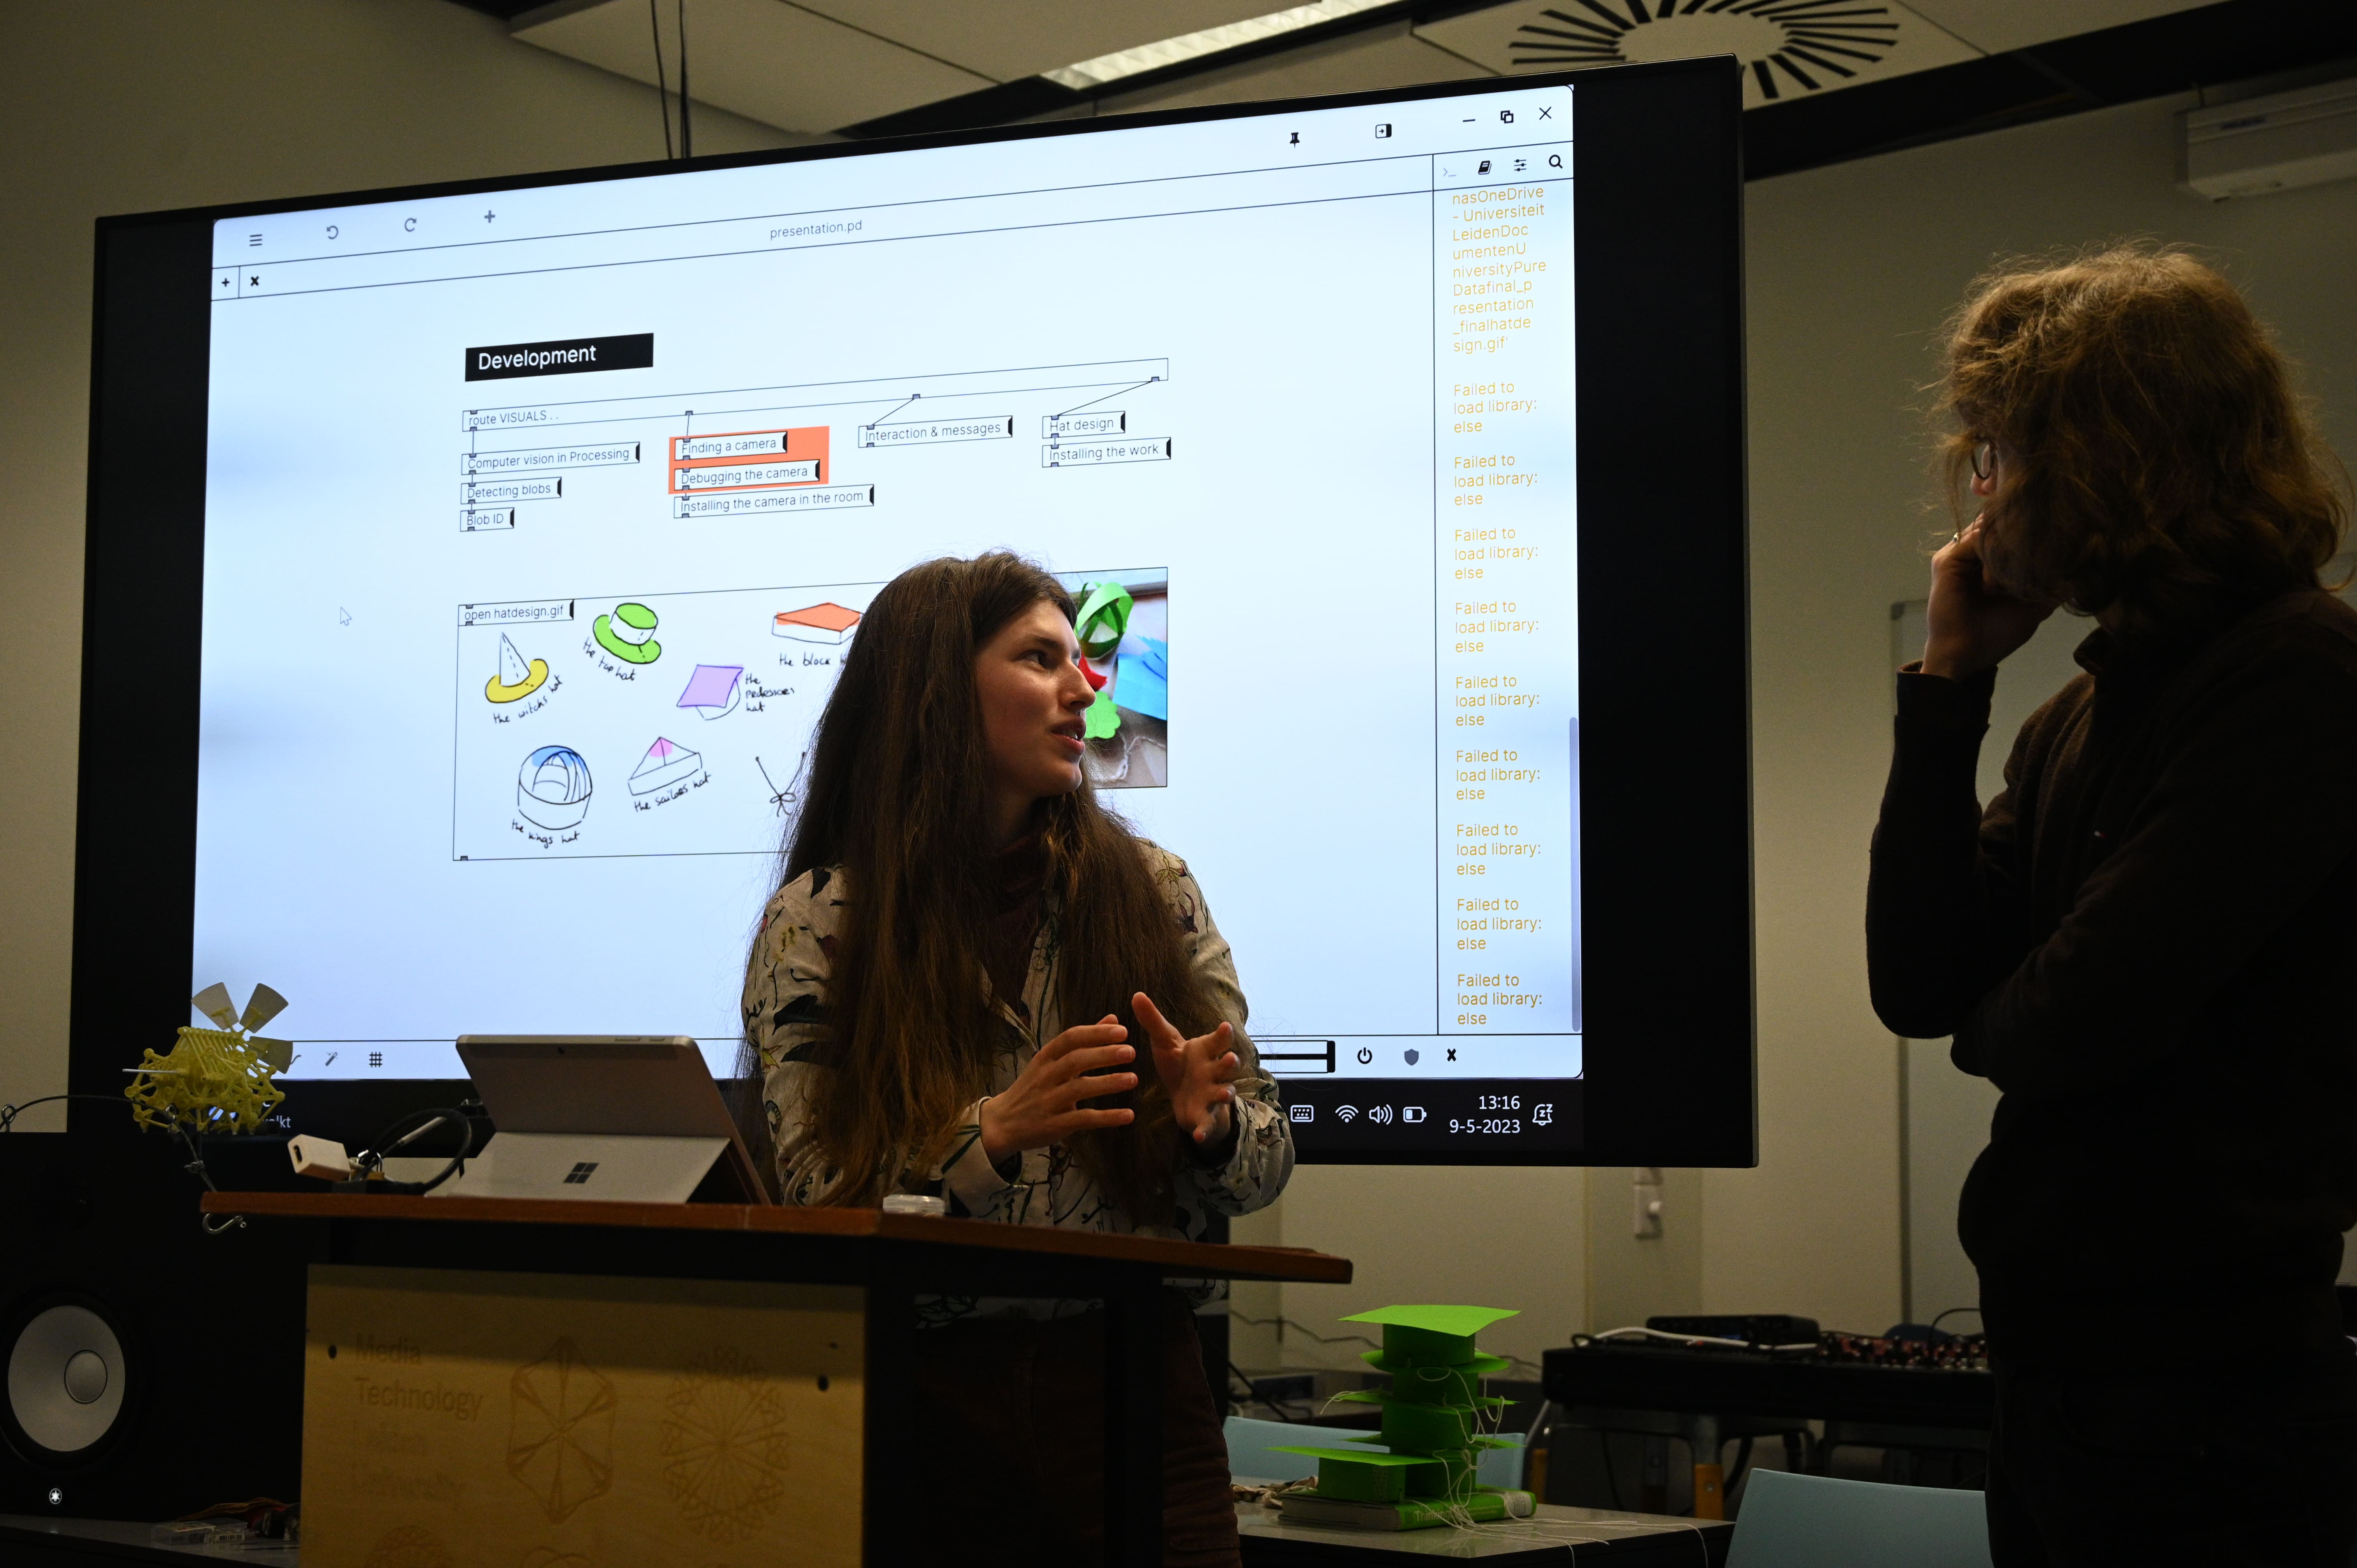 presentation.pd
nasOneDrive
- Universiteit
LeidenDoc
umentenU
niversityPure
Datafinal_p
resentation
_finalhatde
sign.gif'
Failed to
load library:
else
Failed to
load library:
else
Failed to
load library:
else
Failed to
load library:
else
Failed to
load library:
else
Failed to
load library:
else
Failed to
load library:
else
Failed to
load library:
else
Failed to
load library:
else
Development
route VISUALS . .
Computer vision in Processing
Detecting blobs
Blob ID
Finding a camera
Debugging the camera
Installing the camera in the room
Interaction & messages
Hat design
Installing the work
open hatdesign.gif
the witch's hat
the top hat
the block
the
professors
hat
the kings hat
the sailors hat
13:16
9-5-2023
Media
Technology
Leiden
University